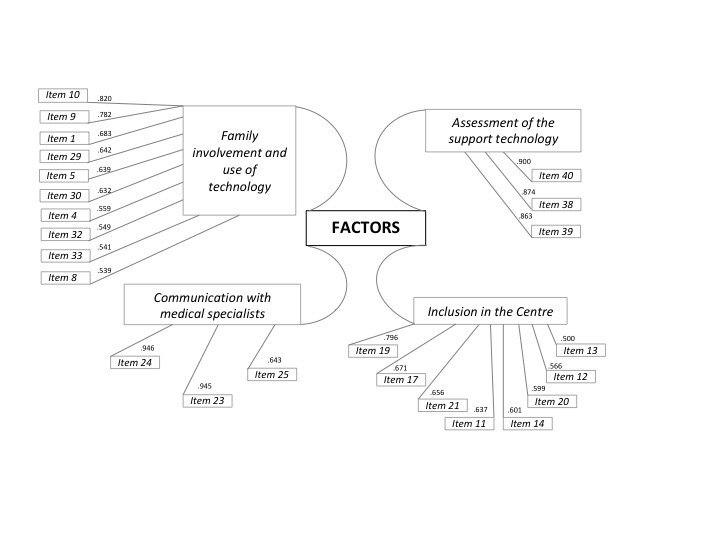 Item 10
.820
Item 9
.782
Item 1
.683
Item 29
.642
Item 5
.639
Item 30
.632
Item 4
.559
Item 32
.549
Item 33
.541
Item 8
.539
Family
involvement and
use of
technology
Assessment of the
support technology
.900
Item 40
.874
Item 38
.863
Item 39
FACTORS
Communication with
medical specialists
.946
Item 24
.945
Item 23
.643
Item 25
Inclusion in the Centre
.796
Item 19
.671
Item 17
.656
Item 21
.637
Item 11
.601
Item 14
.599
Item 20
.566
Item 12
.500
Item 13